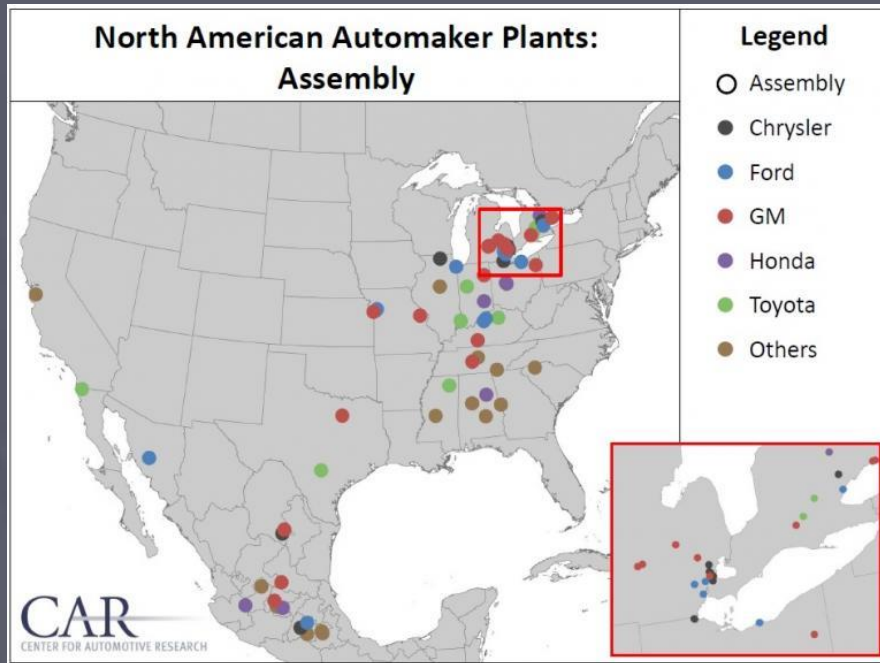 North American Automaker Plants:
Assembly
Legend
Assembly
Chrysler
Ford
GM
Honda
Toyota
Others
CAR
CENTER FOR AUTOMOTIVE RESEARCH